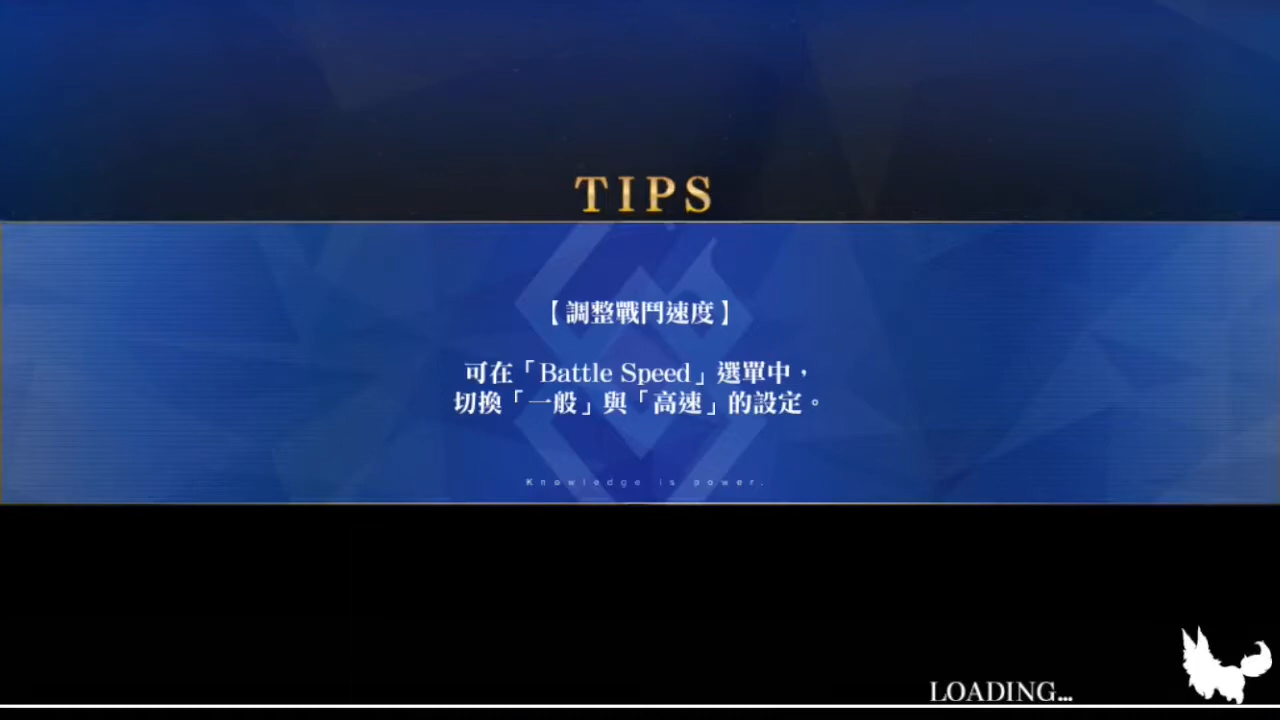 TIPS
【調整戰鬥速度】
可在「Battle Speed」選單中，
切換「一般」與「高速」的設定。
Knowledge is power.
LOADING...